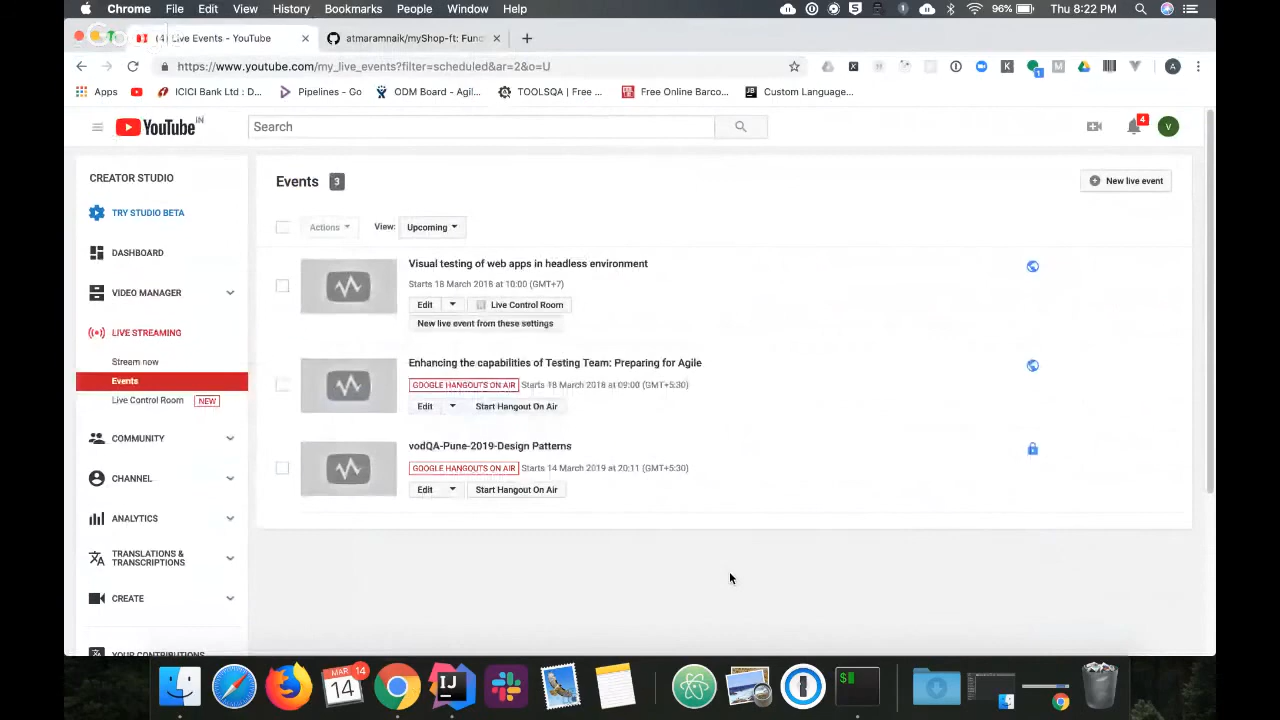 Chrome File Edit View History Bookmarks People Window Help 96% Thu 8:22 PM
(4) Live Events - YouTube atmaramnaik/myShop-ft: Func
https://www.youtube.com/my_live_events?filter=scheduled&ar=2&o=U
Apps ICICI Bank Ltd : D... Pipelines - Go ODM Board - Agil... TOOLSQA | Free ... Free Online Barco... Custom Language...
YouTube IN Search 4 V
CREATOR STUDIO
TRY STUDIO BETA
DASHBOARD
VIDEO MANAGER
LIVE STREAMING
Stream now
Events
Live Control Room NEW
COMMUNITY
CHANNEL
ANALYTICS
TRANSLATIONS &
TRANSCRIPTIONS
CREATE
YOUR CONTRIBUTIONS
Events 3
New live event
Actions View: Upcoming
Visual testing of web apps in headless environment
Starts 18 March 2018 at 10:00 (GMT+7)
Edit Live Control Room
New live event from these settings
Enhancing the capabilities of Testing Team: Preparing for Agile
GOOGLE HANGOUTS ON AIR Starts 18 March 2018 at 09:00 (GMT+5:30)
Edit Start Hangout On Air
vodQA-Pune-2019-Design Patterns
GOOGLE HANGOUTS ON AIR Starts 14 March 2019 at 20:11 (GMT+5:30)
Edit Start Hangout On Air
MAR 14
14
IJ
$